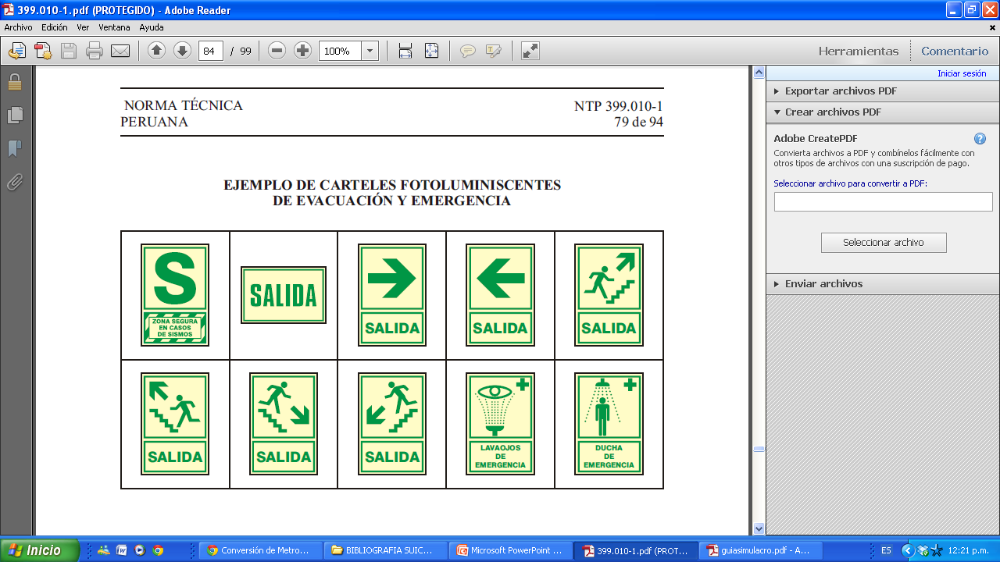 399.010-1.pdf (PROTEGIDO) - Adobe Reader
Archivo Edición Ver Ventana Ayuda
84 / 99 100% Herramientas Comentario
Iniciar sesión
Exportar archivos PDF
Crear archivos PDF
Adobe CreatePDF
Convierta archivos a PDF y combínelos fácilmente con
otros tipos de archivos con una suscripción de pago.
Seleccionar archivo para convertir a PDF:
Seleccionar archivo
Enviar archivos
NORMA TÉCNICA NTP 399.010-1
PERUANA 79 de 94
EJEMPLO DE CARTELES FOTOLUMINISCENTES
DE EVACUACIÓN Y EMERGENCIA
S
ZONA SEGURA
EN CASOS
DE SISMOS
SALIDA
SALIDA
SALIDA
SALIDA
SALIDA
SALIDA
SALIDA
LAVAOJOS
DE
EMERGENCIA
DUCHA
DE
EMERGENCIA
Inicio
Conversión de Metro...
BIBLIOGRAFIA SUIC...
Microsoft PowerPoint ...
399.010-1.pdf (PROT...
guiasimulacro.pdf - A...
ES
12:21 p.m.